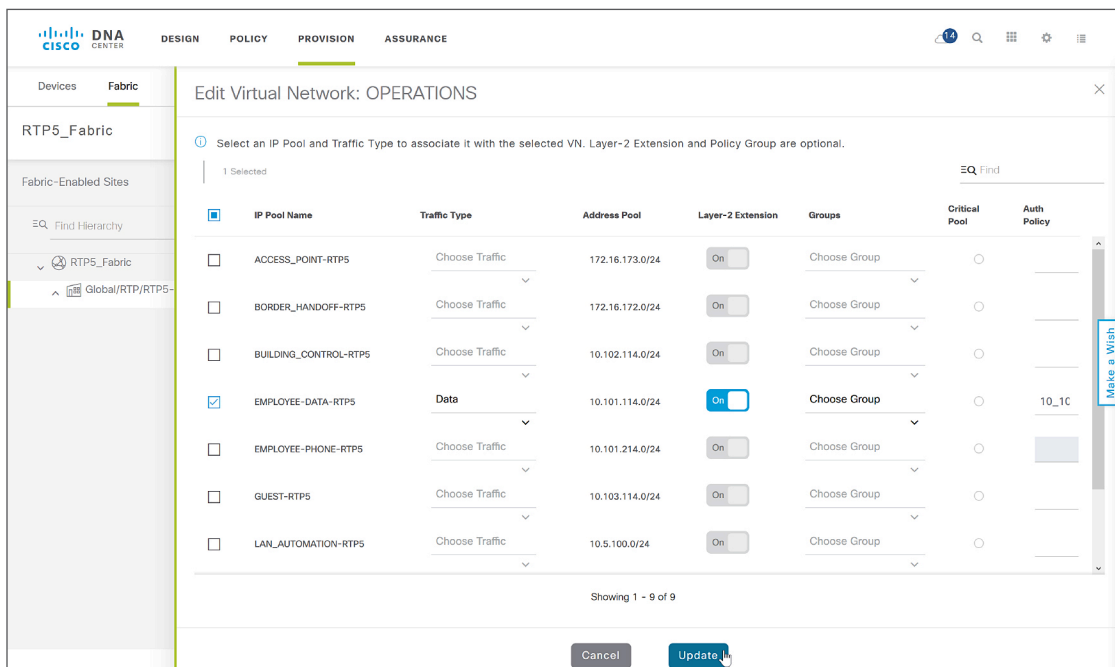 CISCO DNA CENTER DESIGN POLICY PROVISION ASSURANCE 14
Devices Fabric
RTP5_Fabric
Fabric-Enabled Sites
Find Hierarchy
RTP5_Fabric
Global/RTP/RTP5-
Edit Virtual Network: OPERATIONS
Select an IP Pool and Traffic Type to associate it with the selected VN. Layer-2 Extension and Policy Group are optional.
1 Selected
Find
IP Pool Name Traffic Type Address Pool Layer-2 Extension Groups Critical Pool Auth Policy
ACCESS_POINT-RTP5 Choose Traffic 172.16.173.0/24 On Choose Group
BORDER_HANDOFF-RTP5 Choose Traffic 172.16.172.0/24 On Choose Group
BUILDING_CONTROL-RTP5 Choose Traffic 10.102.114.0/24 On Choose Group
EMPLOYEE-DATA-RTP5 Data 10.101.114.0/24 On Choose Group 10_10
EMPLOYEE-PHONE-RTP5 Choose Traffic 10.101.214.0/24 On Choose Group
GUEST-RTP5 Choose Traffic 10.103.114.0/24 On Choose Group
LAN_AUTOMATION-RTP5 Choose Traffic 10.5.100.0/24 On Choose Group
Showing 1 - 9 of 9
Cancel Update
Make a Wish